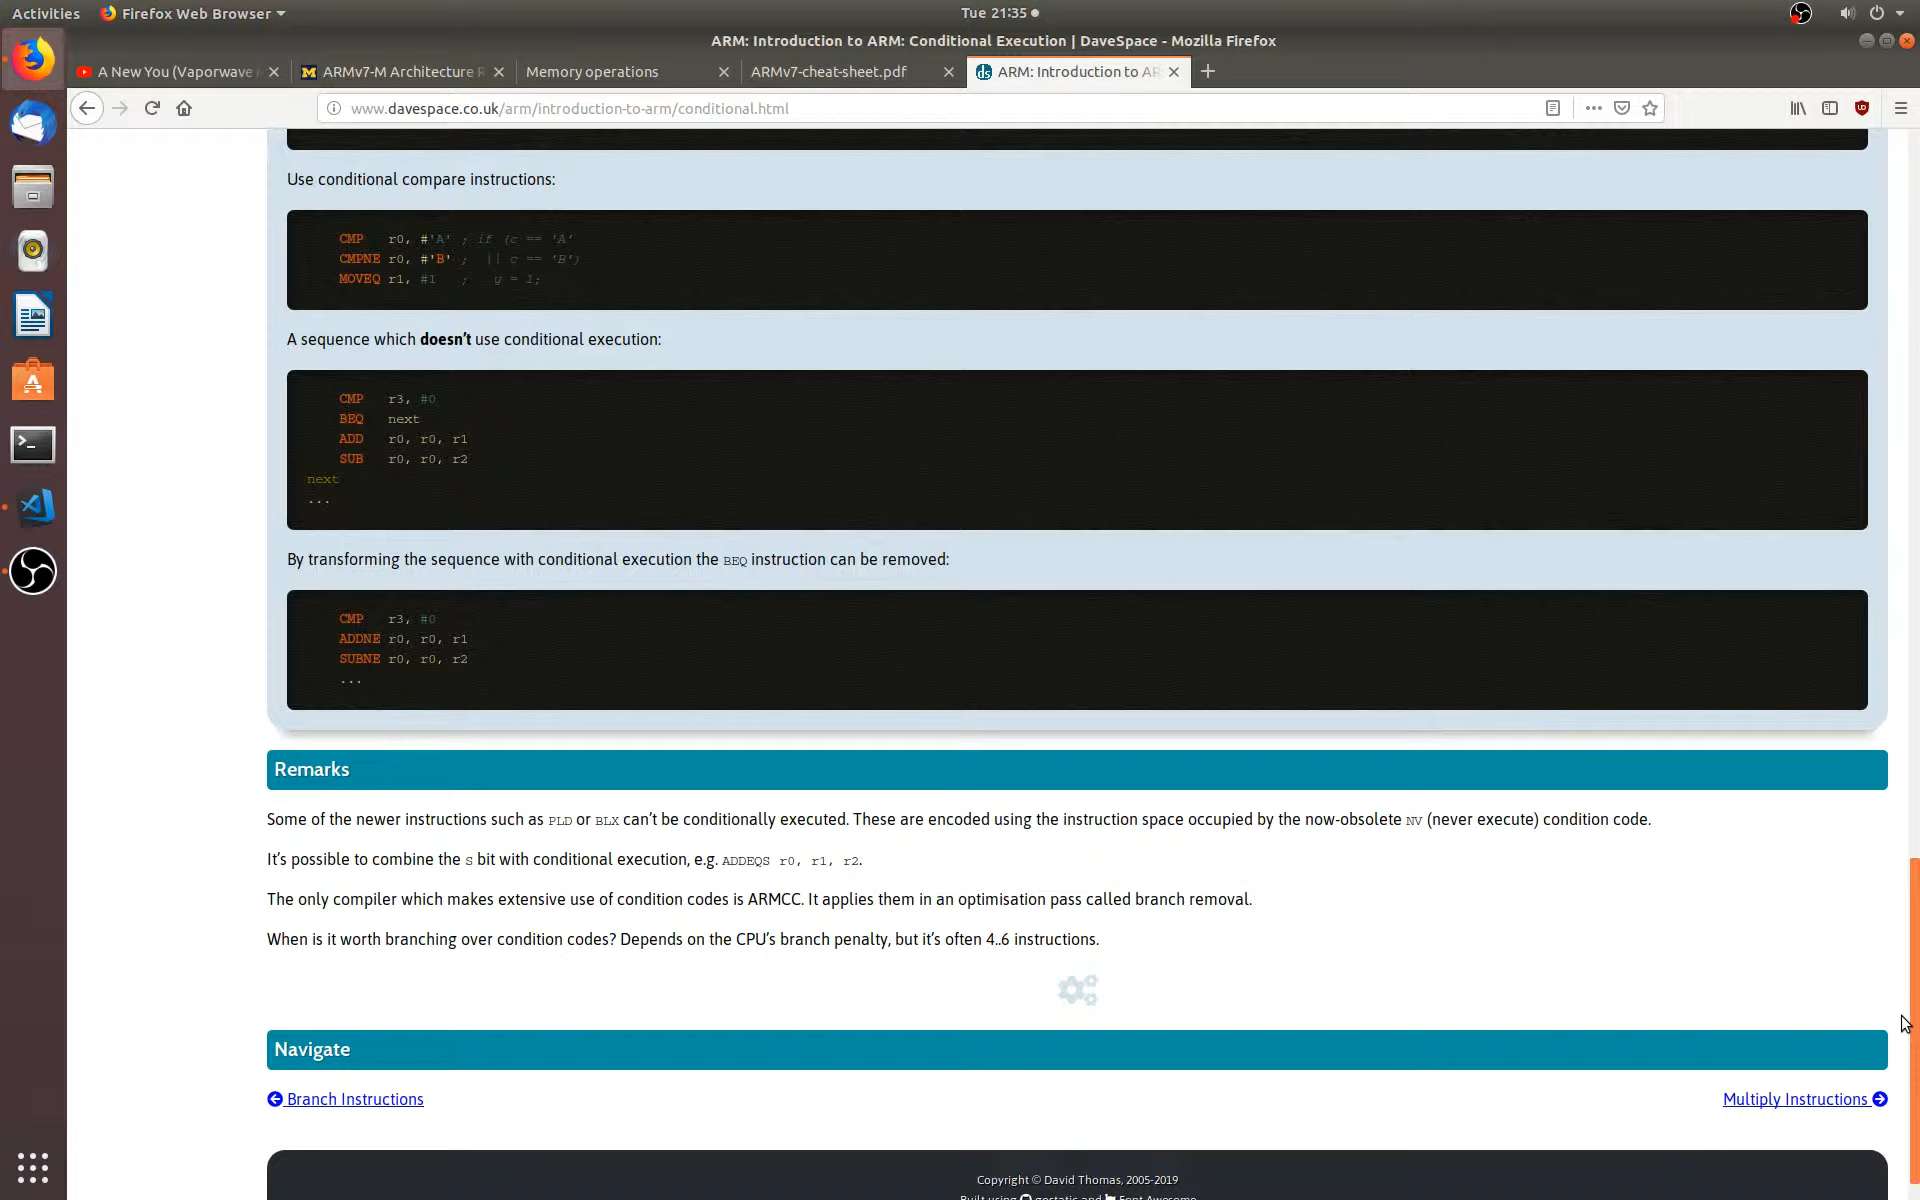 Activities Firefox Web Browser Tue 21:35
ARM: Introduction to ARM: Conditional Execution | DaveSpace - Mozilla Firefox
A New You (Vaporwave ARMv7-M Architecture R Memory operations ARMv7-cheat-sheet.pdf ds ARM: Introduction to AR
www.davespace.co.uk/arm/introduction-to-arm/conditional.html
Use conditional compare instructions:
CMP r0, #'A' ; if (c == 'A'
CMPNE r0, #'B' ; || c == 'B')
MOVEQ r1, #1 ; y = 1;
A sequence which doesn't use conditional execution:
CMP r3, #0
BEQ next
ADD r0, r0, r1
SUB r0, r0, r2
next
...
By transforming the sequence with conditional execution the BEQ instruction can be removed:
CMP r3, #0
ADDNE r0, r0, r1
SUBNE r0, r0, r2
...
Remarks
Some of the newer instructions such as PLD or BLX can't be conditionally executed. These are encoded using the instruction space occupied by the now-obsolete NV (never execute) condition code.
It's possible to combine the S bit with conditional execution, e.g. ADDEQS r0, r1, r2.
The only compiler which makes extensive use of condition codes is ARMCC. It applies them in an optimisation pass called branch removal.
When is it worth branching over condition codes? Depends on the CPU's branch penalty, but it's often 4..6 instructions.
Navigate
Branch Instructions Multiply Instructions
Copyright © David Thomas, 2005-2019
Built using gostatic and Font Awesome